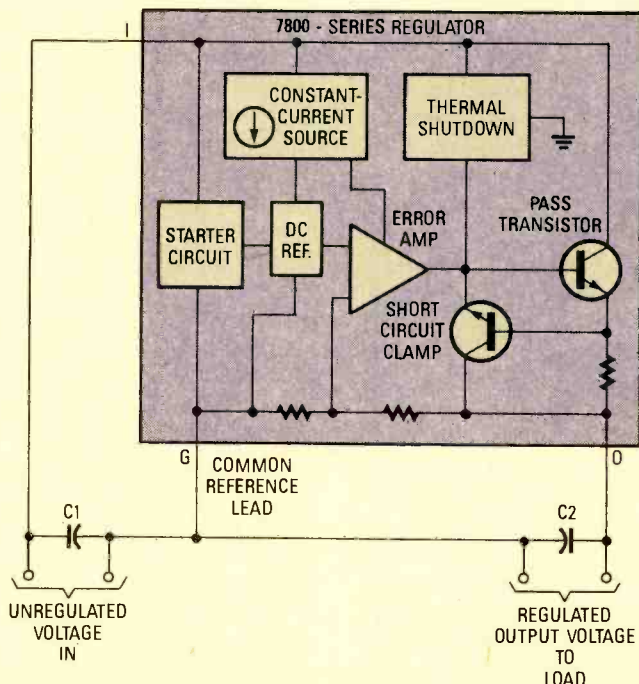 I
7800 - SERIES REGULATOR
CONSTANT-
CURRENT
SOURCE
THERMAL
SHUTDOWN
PASS
TRANSISTOR
STARTER
CIRCUIT
DC
REF.
ERROR
AMP
SHORT
CIRCUIT
CLAMP
G
COMMON
REFERENCE
LEAD
O
C1
C2
UNREGULATED
VOLTAGE
IN
REGULATED
OUTPUT VOLTAGE
TO
LOAD